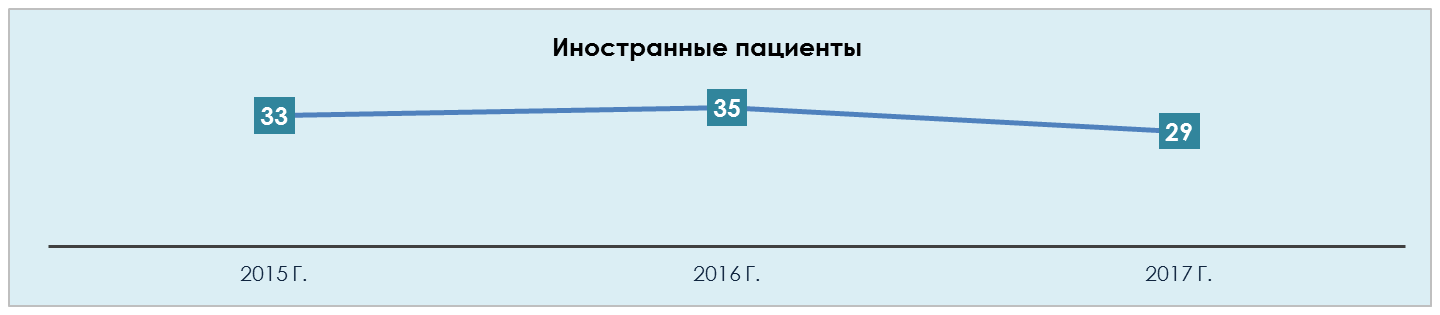 Иностранные пациенты
33
35
29
2015 Г.
2016 Г.
2017 Г.